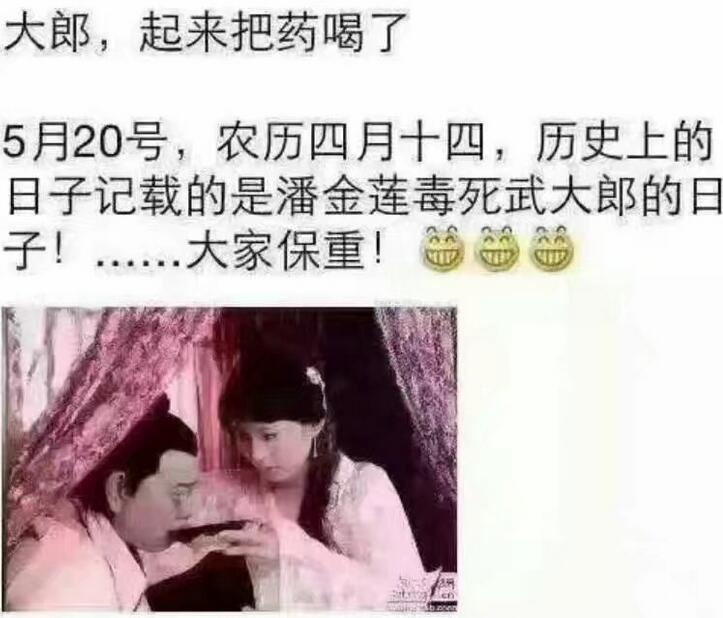 大郎，起来把药喝了
5月20号，农历四月十四，历史上的
日子记载的是潘金莲毒死武大郎的日
子！……大家保重！